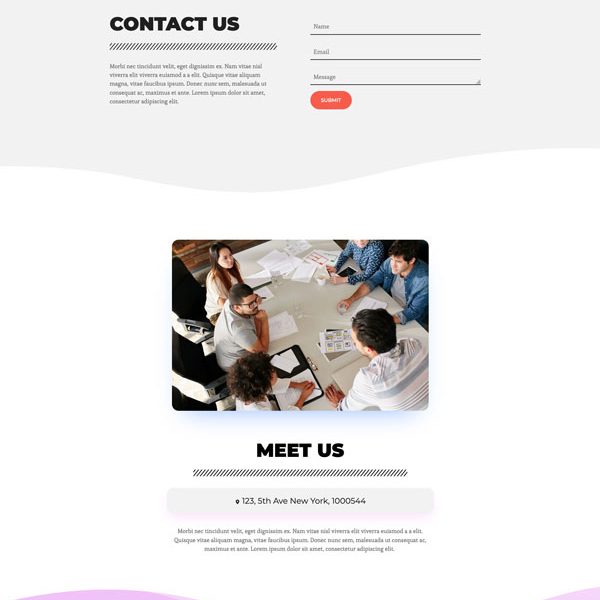 CONTACT US
Morbi nec tincidunt velit, eget dignissim ex. Nam vitae nisl
viverra elit viverra euismod a a elit. Quisque vitae aliquam
magna, vitae faucibus ipsum. Donec nunc sem, malesuada ut
consequat ac, maximus et ante. Lorem ipsum dolor sit amet,
consectetur adipiscing elit.
Name
Email
Message
SUBMIT
MEET US
123, 5th Ave New York, 1000544
Morbi nec tincidunt velit, eget dignissim ex. Nam vitae nisl viverra elit viverra euismod a a elit.
Quisque vitae aliquam magna, vitae faucibus ipsum. Donec nunc sem, malesuada ut consequat ac,
maximus et ante. Lorem ipsum dolor sit amet, consectetur adipiscing elit.